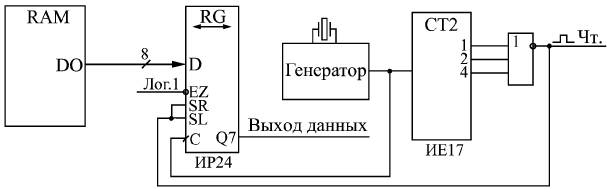 RAM
DO
8
RG
D
Лог.1
EZ
SR
SL
C
Q7
ИР24
Выход данных
Генератор
CT2
1
2
4
ИЕ17
1
Чт.